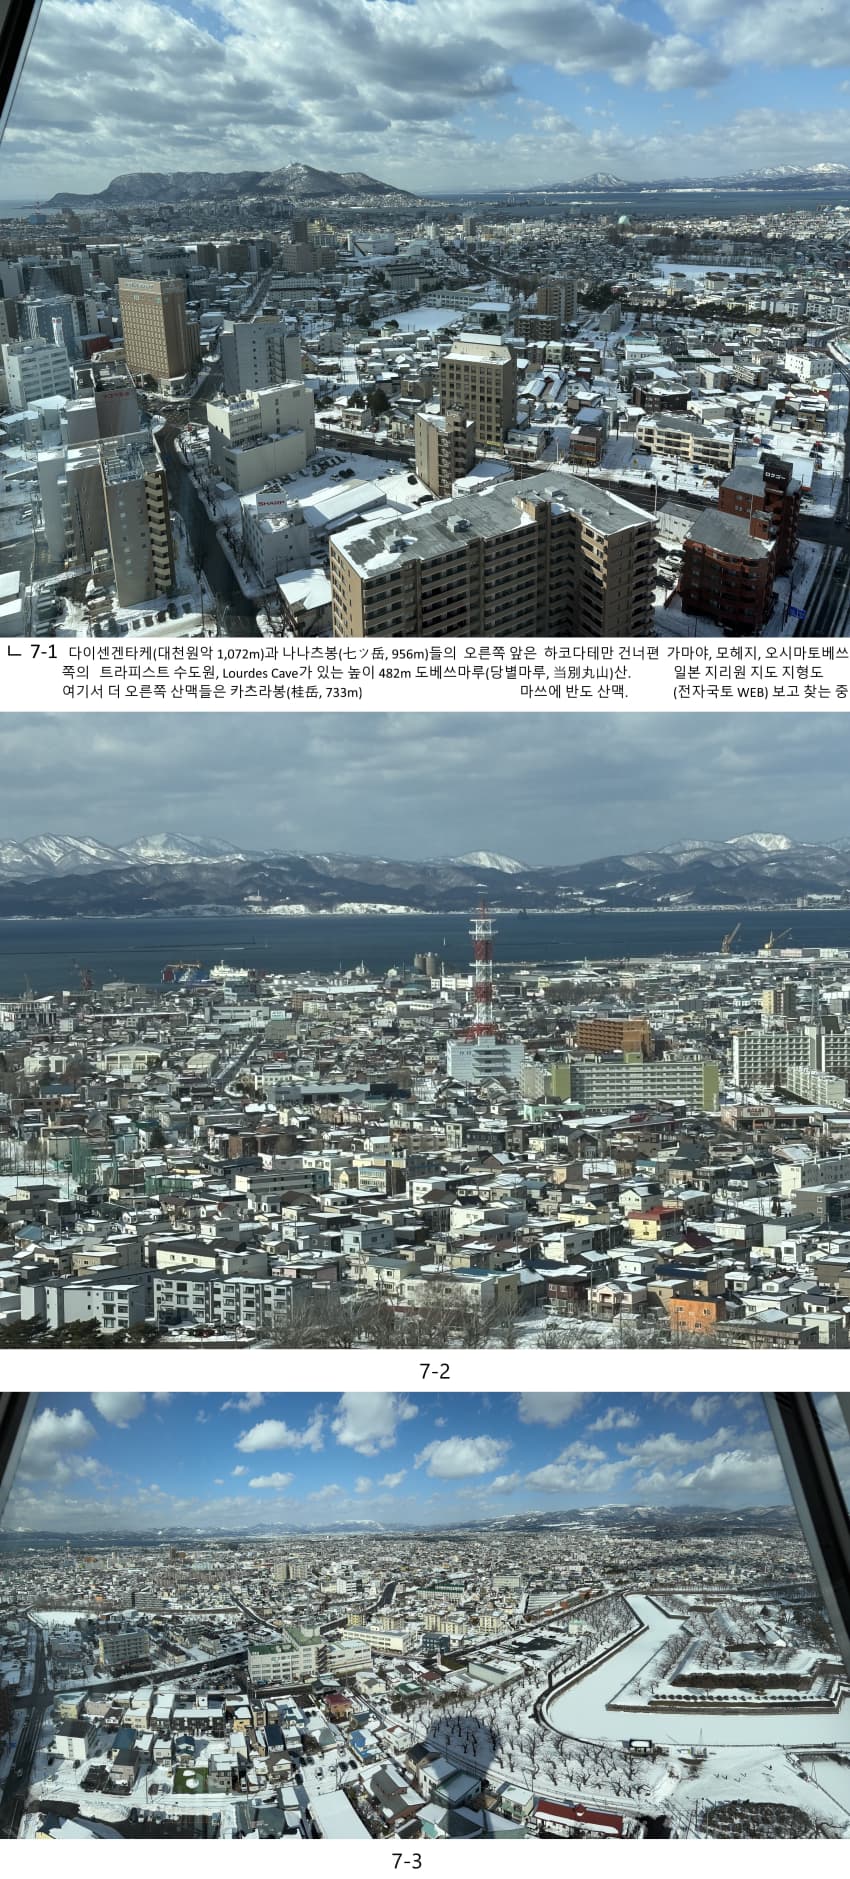 ㄴ 7-1 다이센겐타케(대천원악 1,072m)과 나나츠봉(七ツ岳, 956m)들의 오른쪽 앞은 하코다테만 건너편 가마야, 모헤지, 오시마토베쓰
쪽의 트라피스트 수도원, Lourdes Cave가 있는 높이 482m 도베쓰마루(당별마루, 当別丸山)산. 일본 지리원 지도 지형도
여기서 더 오른쪽 산맥들은 카츠라봉(桂岳, 733m) 마쓰에 반도 산맥. (전자국토 WEB) 보고 찾는 중
SHARP
7-2
7-3